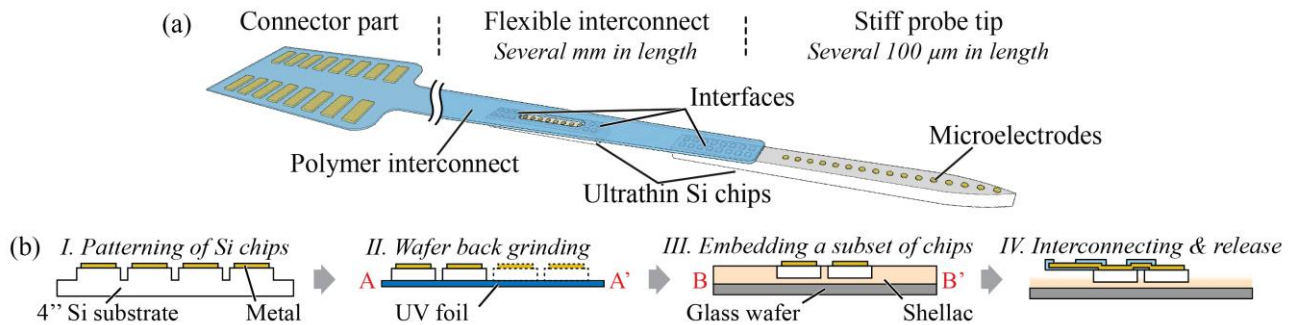 Connector part
Flexible interconnect
Stiff probe tip
(a)
Several mm in length
Several 100 µm in length
Interfaces
Microelectrodes
Polymer interconnect
Ultrathin Si chips
(b)
I. Patterning of Si chips
II. Wafer back grinding
III. Embedding a subset of chips
IV. Interconnecting & release
A
A'
B
B'
4’’ Si substrate
Metal
UV foil
Glass wafer
Shellac